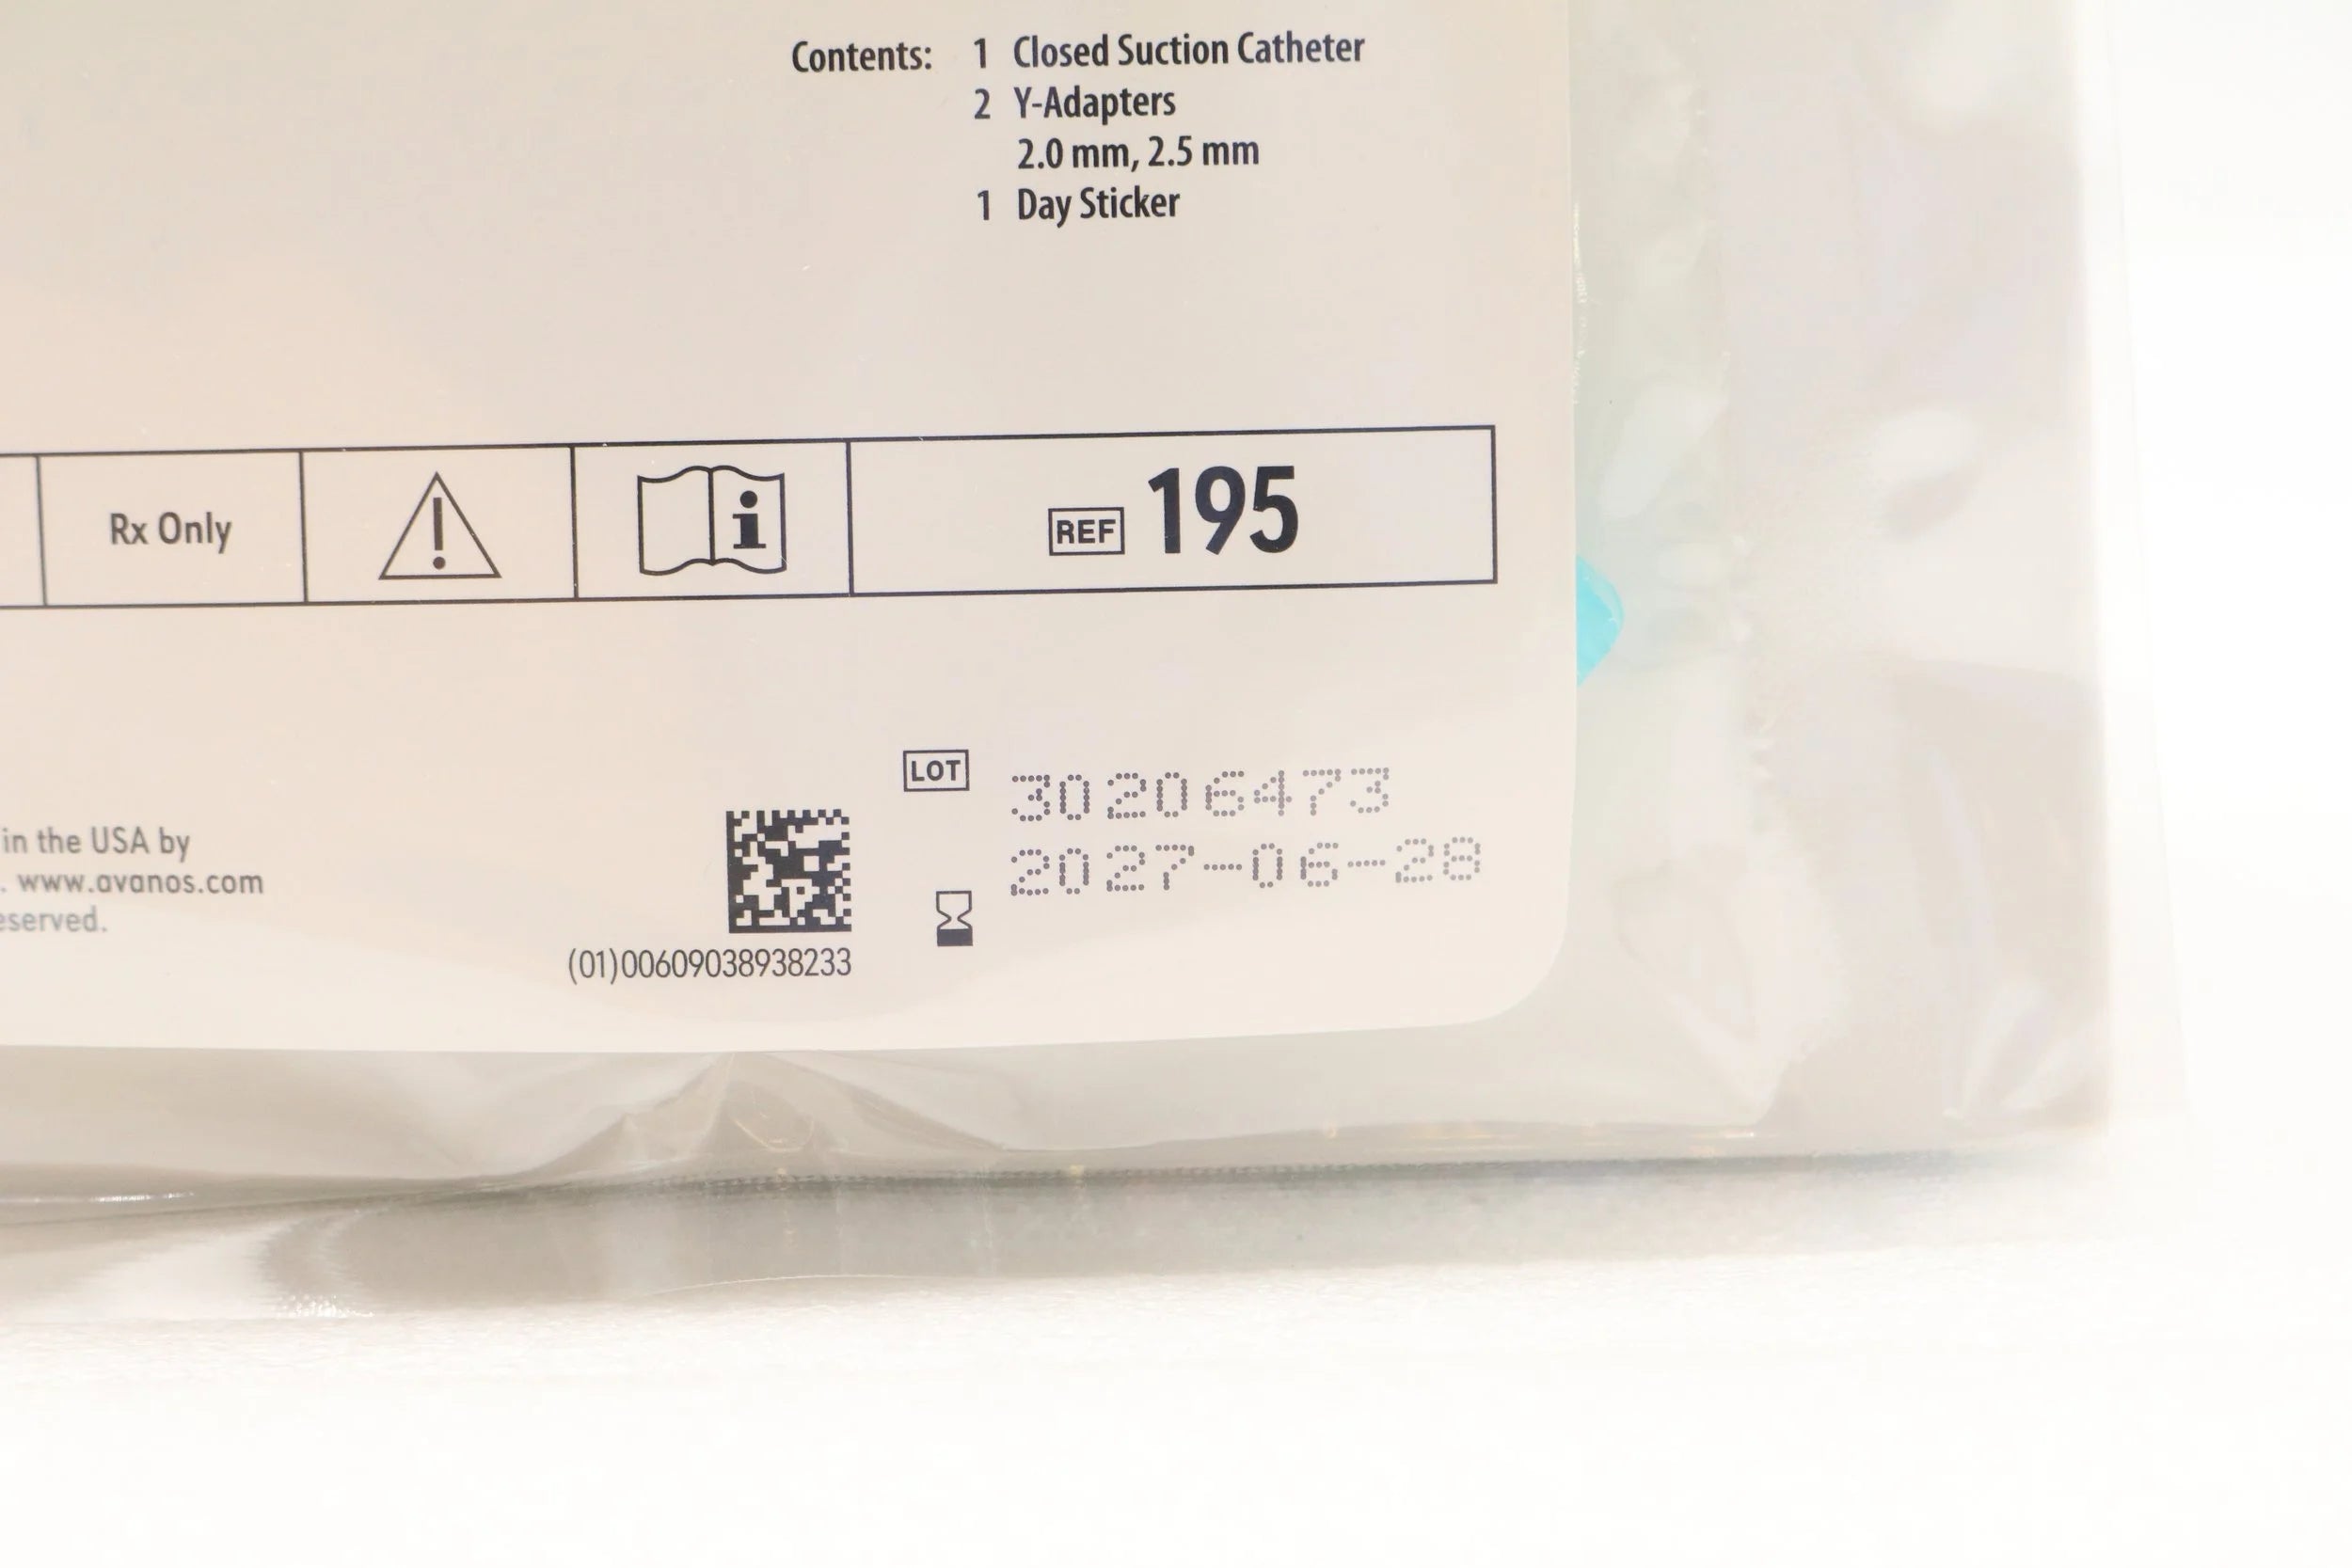 Contents: 1 Closed Suction Catheter
2 Y-Adapters
2.0 mm, 2.5 mm
1 Day Sticker
Rx Only
REF 195
LOT 30206473
2027-06-28
in the USA by
. www.avanos.com
eserved.
(01)00609038938233